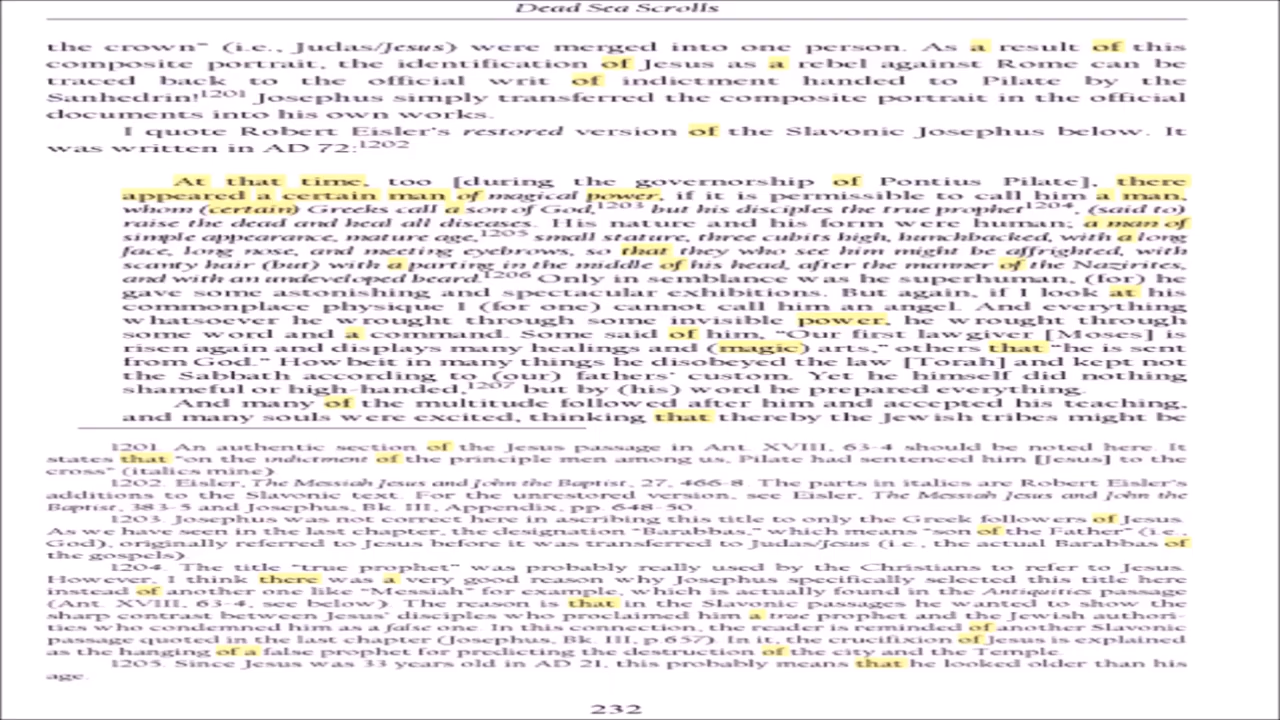 Dead Sea Scrolls
the crown" (i.e., Judas/Jesus) were merged into one person. As a result of this
composite portrait, the identification of Jesus as a rebel against Rome can be
traced back to the official writ of indictment handed to Pilate by the
Sanhedrin!1201 Josephus simply transferred the composite portrait in the official
documents into his own works.
I quote Robert Eisler's restored version of the Slavonic Josephus below. It
was written in AD 72:1202
At that time, too [during the governorship of Pontius Pilate], there
appeared a certain man of magical power, if it is permissible to call him a man,
whom (certain) Greeks call a son of God,1203 but his disciples the true prophet1204, (said to)
raise the dead and heal all diseases. His nature and his form were human; a man of
simple appearance, mature age,1205 small stature, three cubits high, hunchbacked, with a long
face, long nose, and meeting eyebrows, so that they who see him might be affrighted, with
scanty hair (but) with a parting in the middle of his head, after the manner of the Nazirites,
and with an undeveloped beard.1206 Only in semblance was he superhuman, (for) he
gave some astonishing and spectacular exhibitions. But again, if I look at his
commonplace physique I (for one) cannot call him an angel. And everything
whatsoever he wrought through some invisible power, he wrought through
some word and a command. Some said of him, "Our first lawgiver [Moses] is
risen again and displays many healings and (magic) arts," others that "he is sent
from God." Howbeit in many things he disobeyed the law [Torah] and kept not
the Sabbath according to (our) fathers' custom. Yet he himself did nothing
shameful or high-handed,1207 but by (his) word he prepared everything.
And many of the multitude followed after him and accepted his teaching,
and many souls were excited, thinking that thereby the Jewish tribes might be
1201. An authentic section of the Jesus passage in Ant. XVIII, 63-4 should be noted here. It
states that "on the indictment of the principle men among us, Pilate had sentenced him [Jesus] to the
cross" (italics mine)
1202. Eisler, The Messiah Jesus and John the Baptist, 27, 466-8. The parts in italics are Robert Eisler's
additions to the Slavonic text. For the unrestored version, see Eisler, The Messiah Jesus and John the
Baptist, 383-5 and Josephus, Bk. III, Appendix, pp. 648-50.
1203. Josephus was not correct here in ascribing this title to only the Greek followers of Jesus.
As we have seen in the last chapter, the designation "Barabbas," which means "son of the Father" (i.e.,
God), originally referred to Jesus before it was transferred to Judas/Jesus (i.e., the actual Barabbas of
the gospels).
1204. The title "true prophet" was probably really used by the Christians to refer to Jesus.
However, I think there was a very good reason why Josephus specifically selected this title here
instead of another one like "Messiah" for example, which is actually found in the Antiquities passage
(Ant. XVIII, 63-4, see below). The reason is that in the Slavonic passages he wanted to show the
sharp contrast between Jesus' disciples who proclaimed him a true prophet and the Jewish authori-
ties who condemned him as a false one. In this connection, the reader is reminded of another Slavonic
passage quoted in the last chapter (Josephus, Bk. III, p 657). In it, the crucifixion of Jesus is explained
as the hanging of a false prophet for predicting the destruction of the city and the Temple.
1205. Since Jesus was 33 years old in AD 21, this probably means that he looked older than his
age.
232